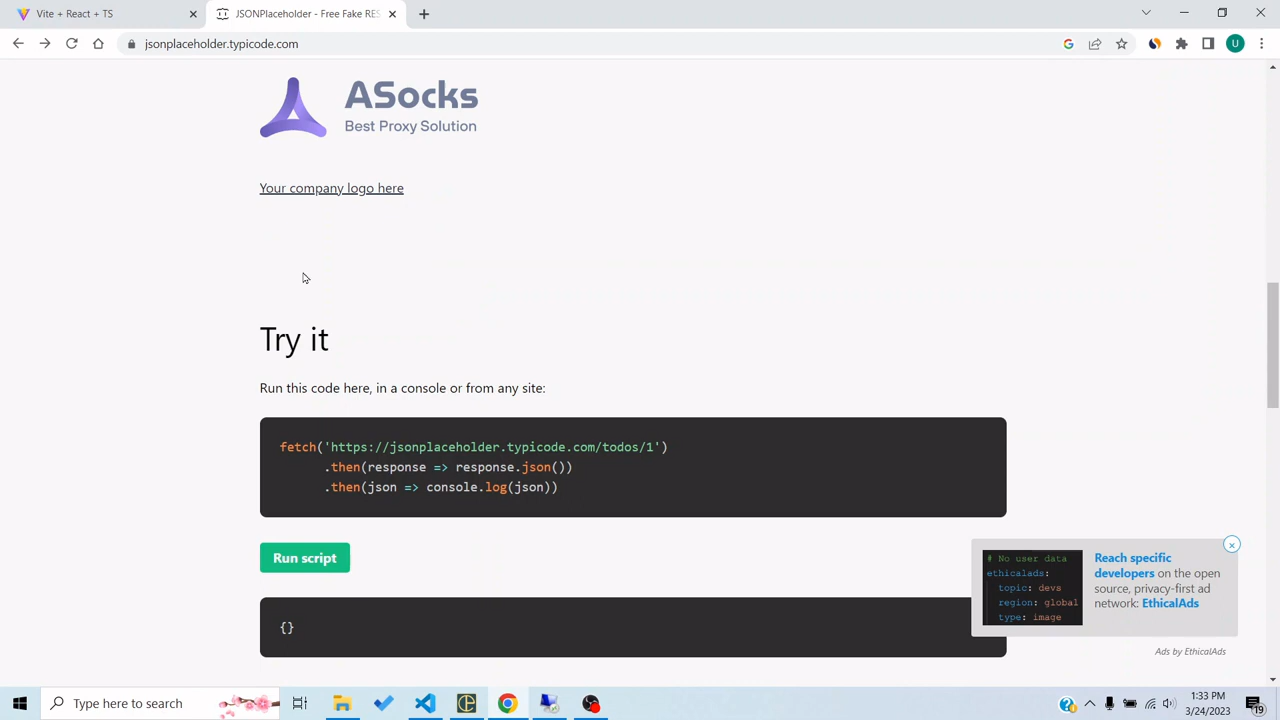 Vite + React + TS
JSONPlaceholder - Free Fake RES
jsonplaceholder.typicode.com
U
ASocks
Best Proxy Solution
Your company logo here
Try it
Run this code here, in a console or from any site:
fetch('https://jsonplaceholder.typicode.com/todos/1')
.then(response => response.json())
.then(json => console.log(json))
Run script
{}
# No user data
ethicalads:
topic: devs
region: global
type: image
Reach specific
developers on the open
source, privacy-first ad
network: EthicalAds
Ads by EthicalAds
Type here to search
1:33 PM
3/24/2023
19